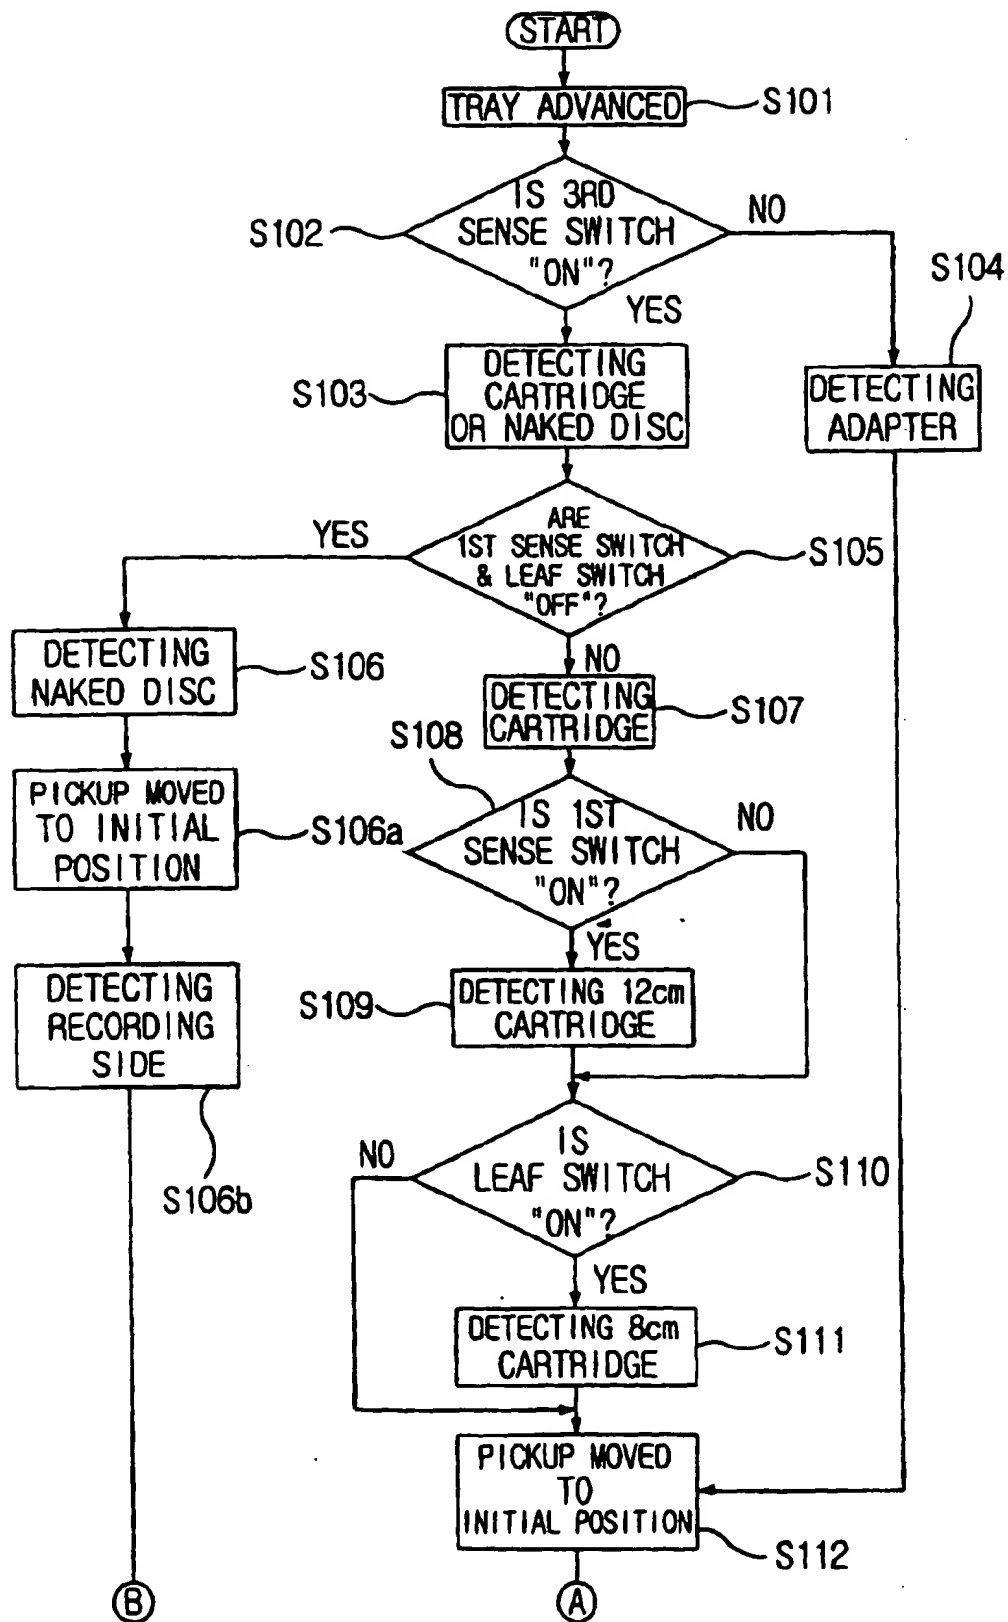 START
TRAY ADVANCED
S101
IS 3RD
SENSE SWITCH
"ON"?
S102
NO
YES
S104
DETECTING
CARTRIDGE
OR NAKED DISC
S103
DETECTING
ADAPTER
ARE
1ST SENSE SWITCH
& LEAF SWITCH
"OFF"?
YES
S105
NO
DETECTING
NAKED DISC
S106
DETECTING
CARTRIDGE
S107
S108
PICKUP MOVED
TO INITIAL
POSITION
S106a
IS 1ST
SENSE SWITCH
"ON"?
NO
YES
DETECTING
RECORDING
SIDE
S106b
S109
DETECTING 12cm
CARTRIDGE
IS
LEAF SWITCH
"ON"?
NO
S110
YES
DETECTING 8cm
CARTRIDGE
S111
PICKUP MOVED
TO
INITIAL POSITION
S112
B
A